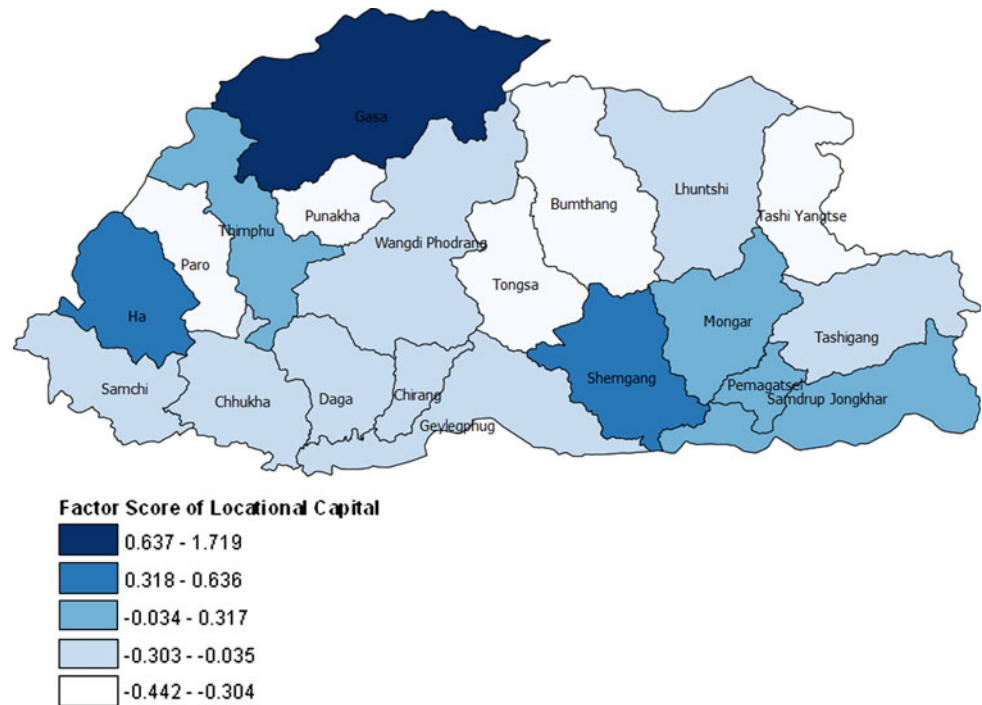 Gasa
Punakha
Thimphu
Paro
Wangdi Phodrang
Bumthang
Lhuntshi
Tashi Yangtse
Tongsa
Ha
Mongar
Tashigang
Shemgang
Pemagatsel
Samdrup Jongkhar
Samchi
Chhukha
Daga
Chirang
Geylegphug
Factor Score of Locational Capital
0.637 - 1.719
0.318 - 0.636
-0.034 - 0.317
-0.303 - -0.035
-0.442 - -0.304